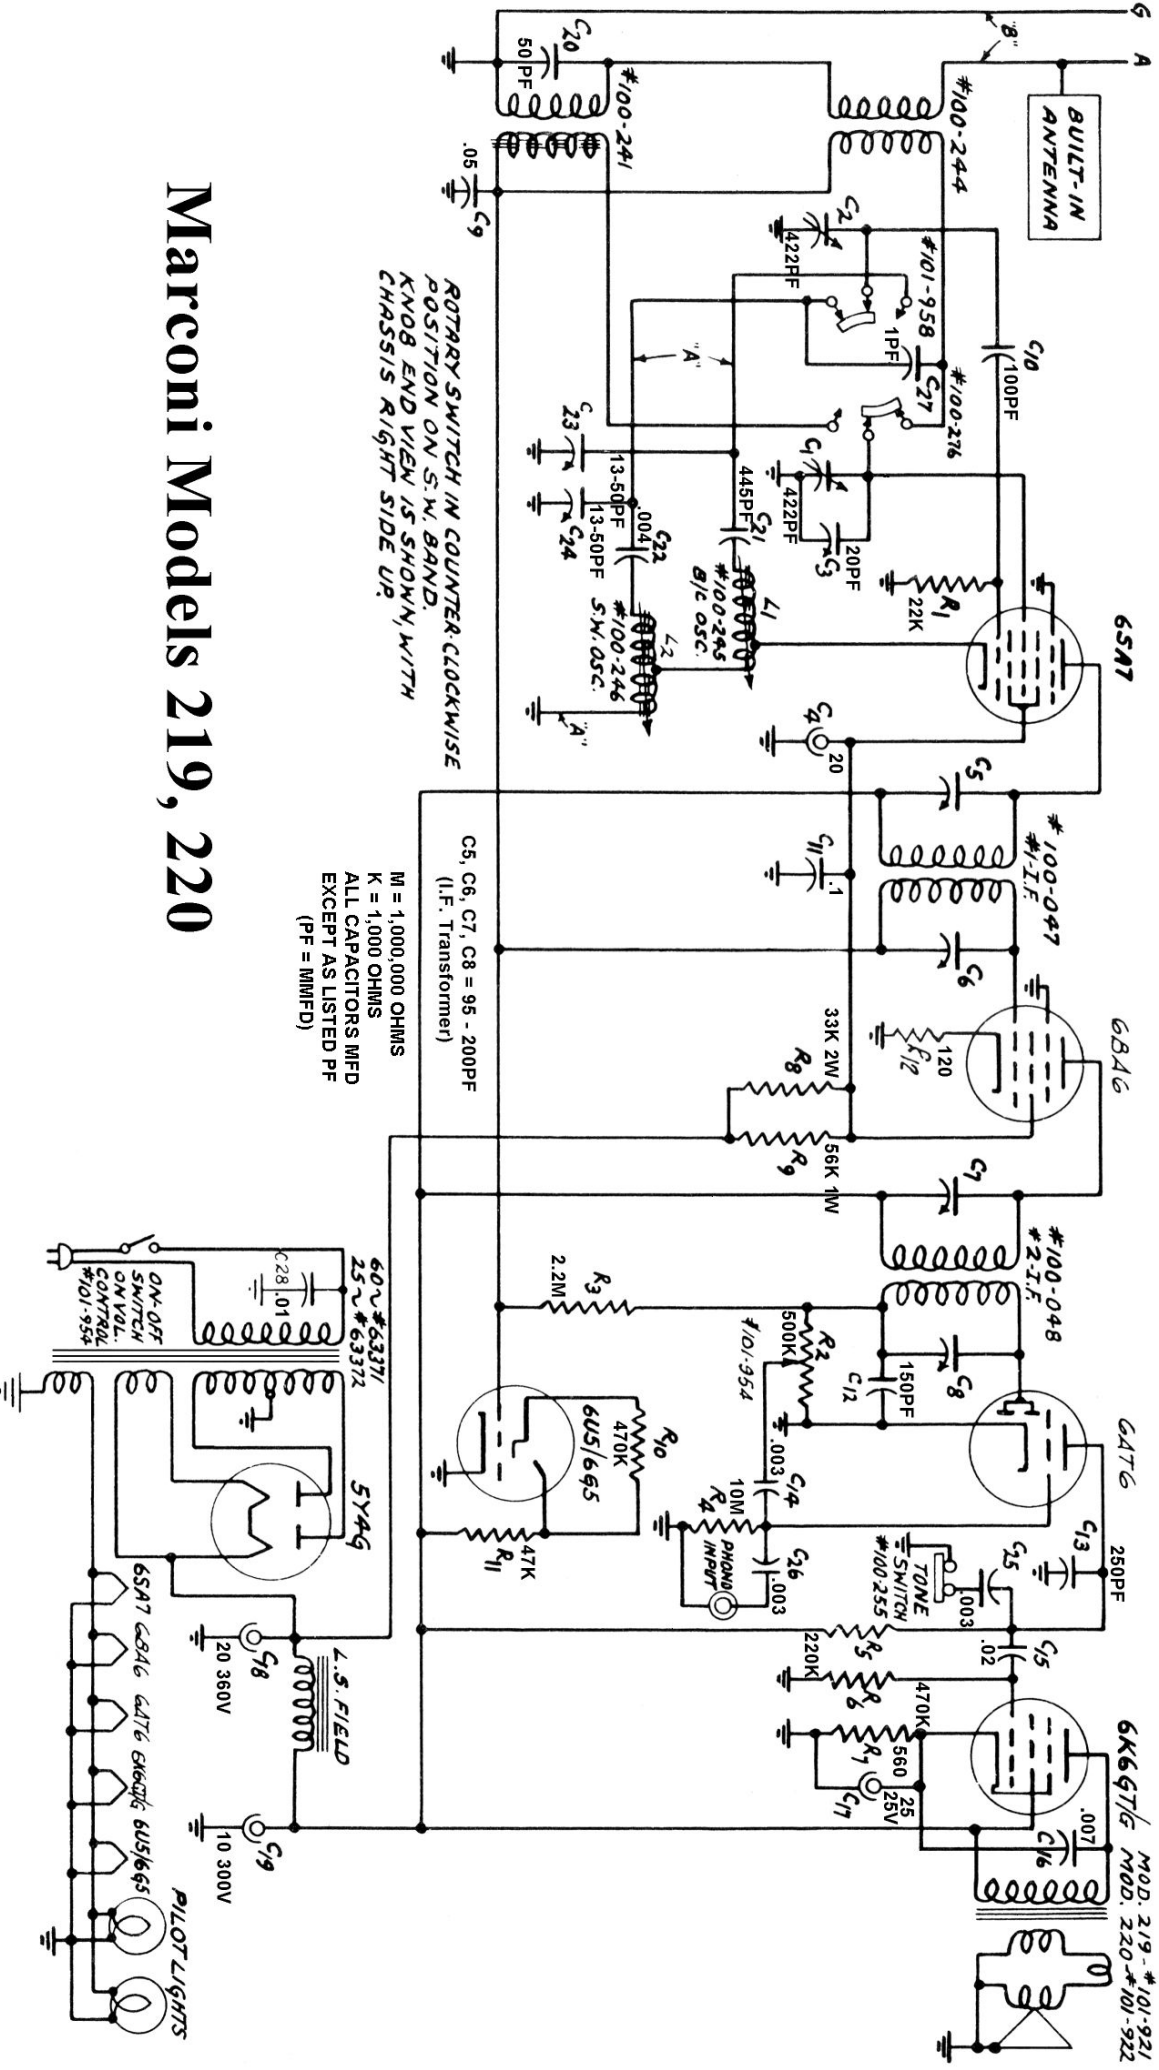 G
A
"B"
BUILT-IN
ANTENNA
C20
50 PF
#100-241
#100-244
.05
C9
C2
422PF
#101-958
1PF
C27
#100-276
C10
100PF
"A"
C1
422PF
20PF
C3
R1
22K
6SA7
C23
13-50PF
C24
13-50PF
445PF
C21
.004
C22
L1
#100-245
B/C OSC.
L2
#100-246
S.W. OSC.
"A"
ROTARY SWITCH IN COUNTER-CLOCKWISE
POSITION ON S.W. BAND.
KNOB END VIEW IS SHOWN, WITH
CHASSIS RIGHT SIDE UP.
C4
20
C5
C11
.1
#100-047
#1-I.F.
C6
6BA6
120
R12
33K 2W
R8
R9
56K 1W
C7
#100-048
#2-I.F.
C8
C5, C6, C7, C8 = 95 - 200PF
(I.F. Transformer)
M = 1,000,000 OHMS
K = 1,000 OHMS
ALL CAPACITORS MFD
EXCEPT AS LISTED PF
(PF = MMFD)
R3
2.2M
R2
500K
#101-954
150PF
C12
6AT6
.003
C14
10M
R4
PHONO
INPUT
C26
.003
C13
250PF
C25
.003
TONE
SWITCH
#100-255
R5
220K
C15
.02
R6
470K
R7
560
C17
25
25V
6K6GT/G
MOD. 219-#101-921
MOD. 220-#101-922
.007
C16
R10
470K
6U5/6G5
47K
R11
60~#63371
25~#63372
C28 .01
ON-OFF
SWITCH
ON VOL.
CONTROL
#101-954
5Y4G
L.S. FIELD
C18
20 360V
C19
10 300V
6SA7 6BA6 6AT6 6K6GT/G 6U5/6G5
PILOT LIGHTS
Marconi Models 219, 220